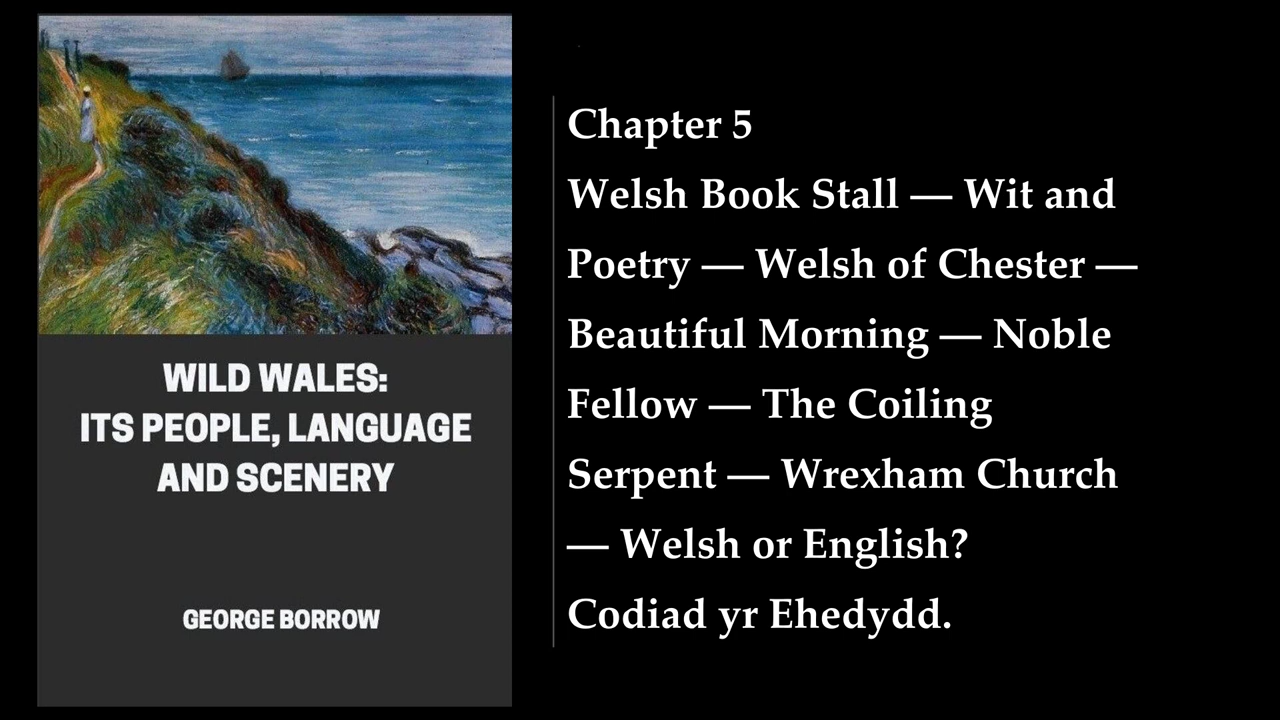 WILD WALES:
ITS PEOPLE, LANGUAGE
AND SCENERY
GEORGE BORROW
Chapter 5
Welsh Book Stall — Wit and
Poetry — Welsh of Chester —
Beautiful Morning — Noble
Fellow — The Coiling
Serpent — Wrexham Church
— Welsh or English?
Codiad yr Ehedydd.